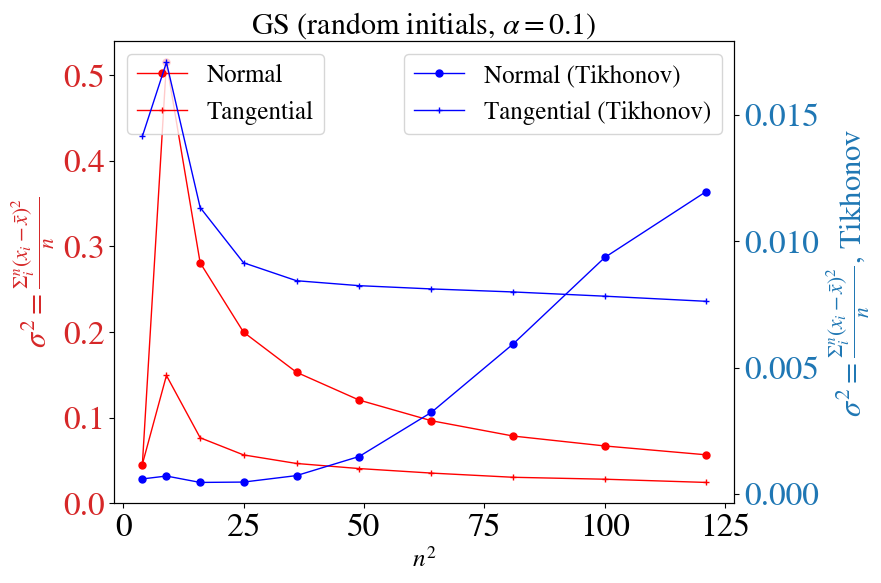 GS (random initials, α = 0.1)
Normal
Tangential
Normal (Tikhonov)
Tangential (Tikhonov)
0.5
0.4
0.3
0.2
0.1
0.0
σ² = Σᵢⁿ(xᵢ − x̄)² / n
0.015
0.010
0.005
0.000
σ² = Σᵢⁿ(xᵢ − x̄)² / n, Tikhonov
0 25 50 75 100 125
n²